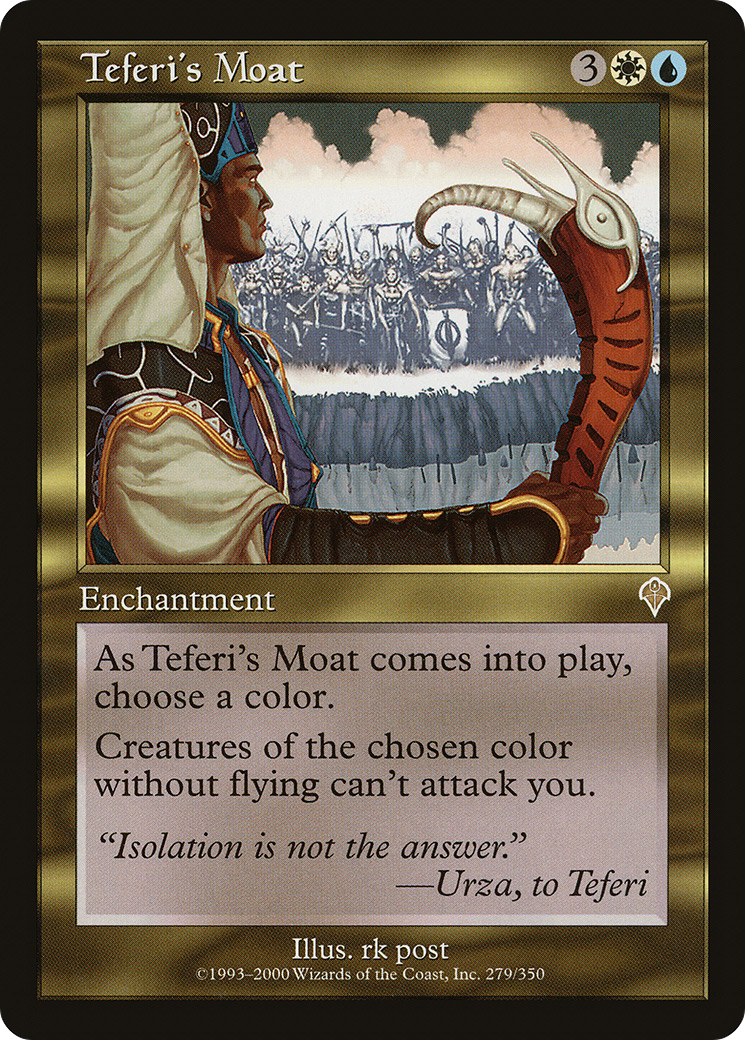 Teferi's Moat 3
Enchantment
As Teferi's Moat comes into play,
choose a color.
Creatures of the chosen color
without flying can't attack you.
“Isolation is not the answer.”
—Urza, to Teferi
Illus. rk post
©1993–2000 Wizards of the Coast, Inc. 279/350